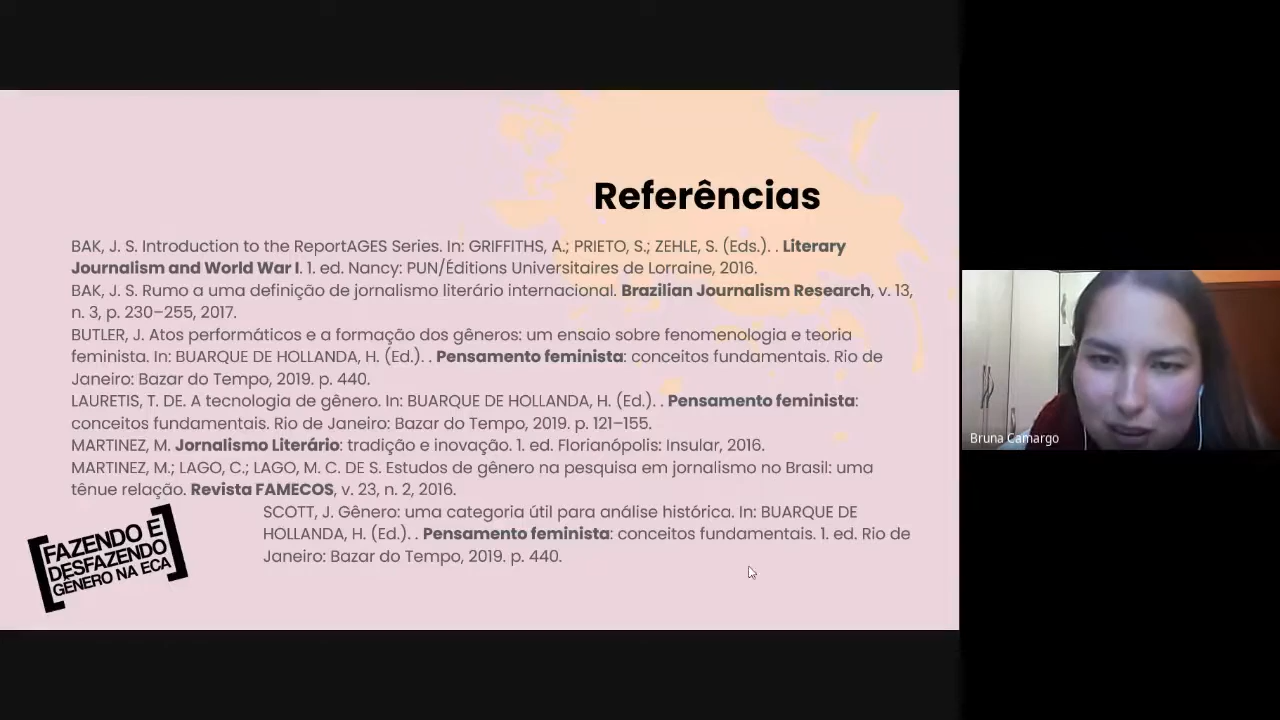 Referências
BAK, J. S. Introduction to the ReportAGES Series. In: GRIFFITHS, A.; PRIETO, S.; ZEHLE, S. (Eds.). . Literary
Journalism and World War I. 1. ed. Nancy: PUN/Éditions Universitaires de Lorraine, 2016.
BAK, J. S. Rumo a uma definição de jornalismo literário internacional. Brazilian Journalism Research, v. 13,
n. 3, p. 230–255, 2017.
BUTLER, J. Atos performáticos e a formação dos gêneros: um ensaio sobre fenomenologia e teoria
feminista. In: BUARQUE DE HOLLANDA, H. (Ed.). . Pensamento feminista: conceitos fundamentais. Rio de
Janeiro: Bazar do Tempo, 2019. p. 440.
LAURETIS, T. DE. A tecnologia de gênero. In: BUARQUE DE HOLLANDA, H. (Ed.). . Pensamento feminista:
conceitos fundamentais. Rio de Janeiro: Bazar do Tempo, 2019. p. 121–155.
MARTINEZ, M. Jornalismo Literário: tradição e inovação. 1. ed. Florianópolis: Insular, 2016.
MARTINEZ, M.; LAGO, C.; LAGO, M. C. DE S. Estudos de gênero na pesquisa em jornalismo no Brasil: uma
tênue relação. Revista FAMECOS, v. 23, n. 2, 2016.
SCOTT, J. Gênero: uma categoria útil para análise histórica. In: BUARQUE DE
HOLLANDA, H. (Ed.). . Pensamento feminista: conceitos fundamentais. 1. ed. Rio de
Janeiro: Bazar do Tempo, 2019. p. 440.
FAZENDO E
DESFAZENDO
GÊNERO NA ECA
Bruna Camargo